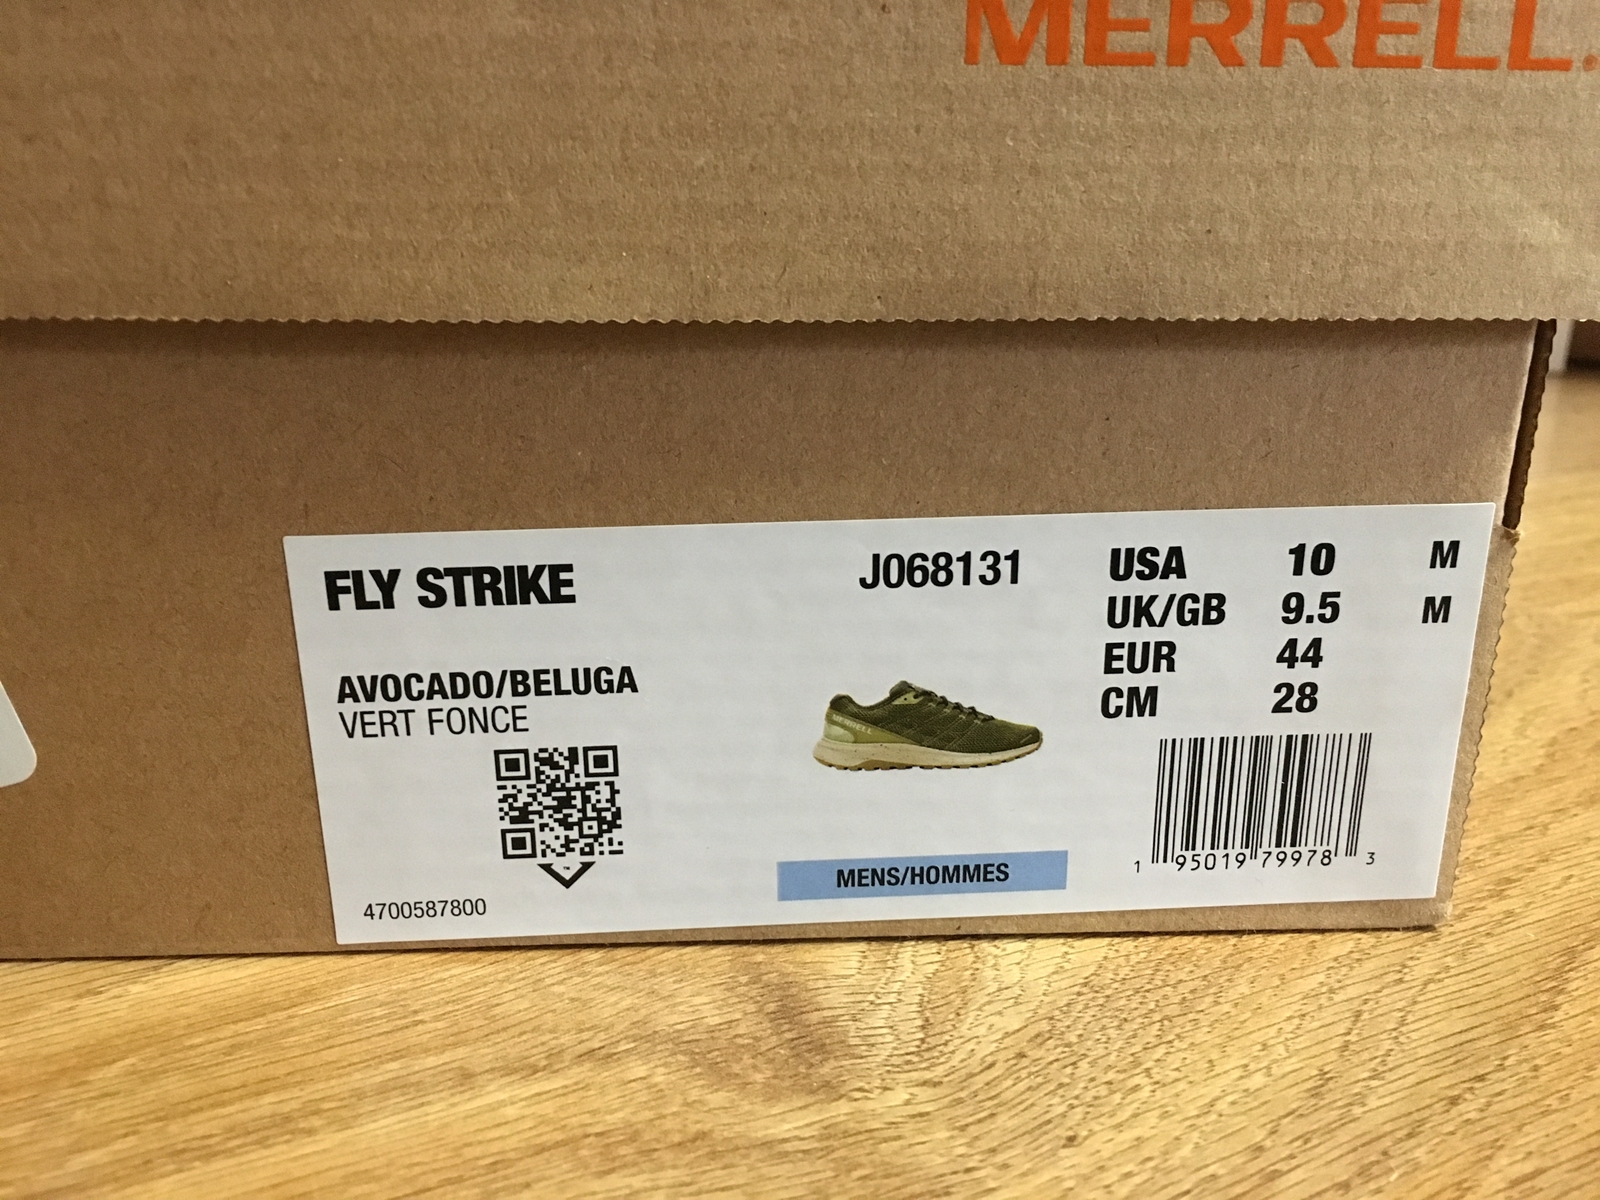 MERRELL
FLY STRIKE
J068131
USA 10 M
UK/GB 9.5 M
EUR 44
CM 28
AVOCADO/BELUGA
VERT FONCE
MERRELL
MENS/HOMMES
1 95019 79978 3
4700587800